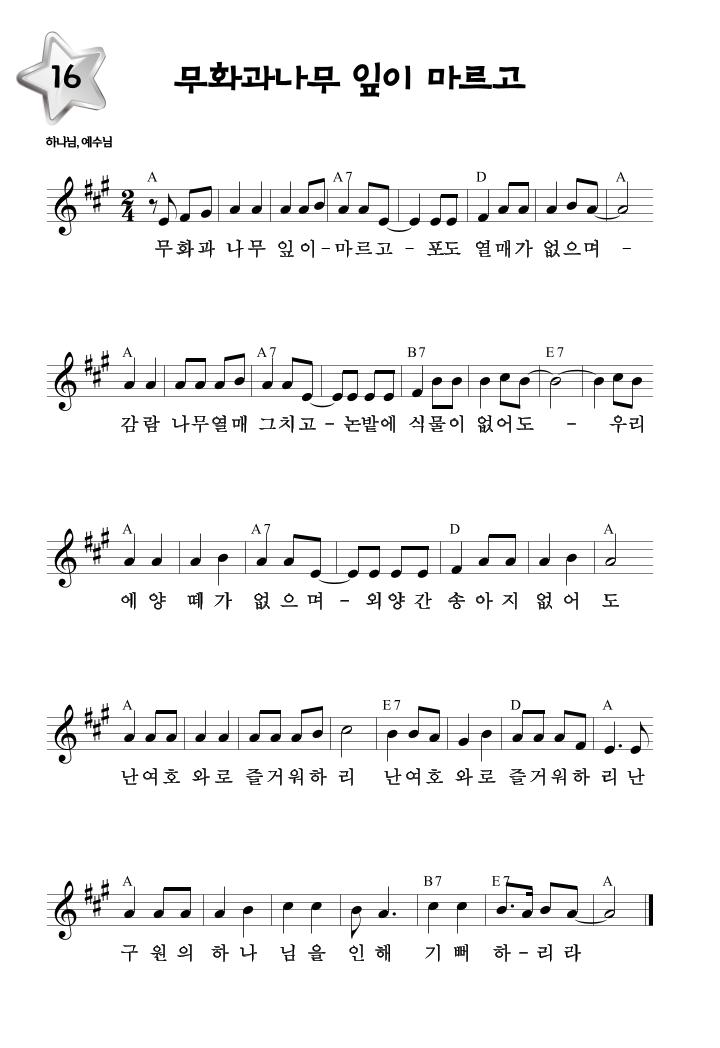 16
무화과나무 잎이 마르고
하나님, 예수님
A A7 D A
2
4
무화과 나무 잎이-마르고 - 포도 열매가 없으며 -
A A7 B7 E7
감람 나무열매 그치고- 논밭에 식물이 없어도 - 우리
A A7 D A
에양 떼가 없으며- 외양간 송아지 없어 도
A E7 D A
난여호 와로 즐거워하 리 난여호 와로 즐거워하 리난
A B7 E7 A
구 원의 하나 님을 인해 기뻐 하-리라